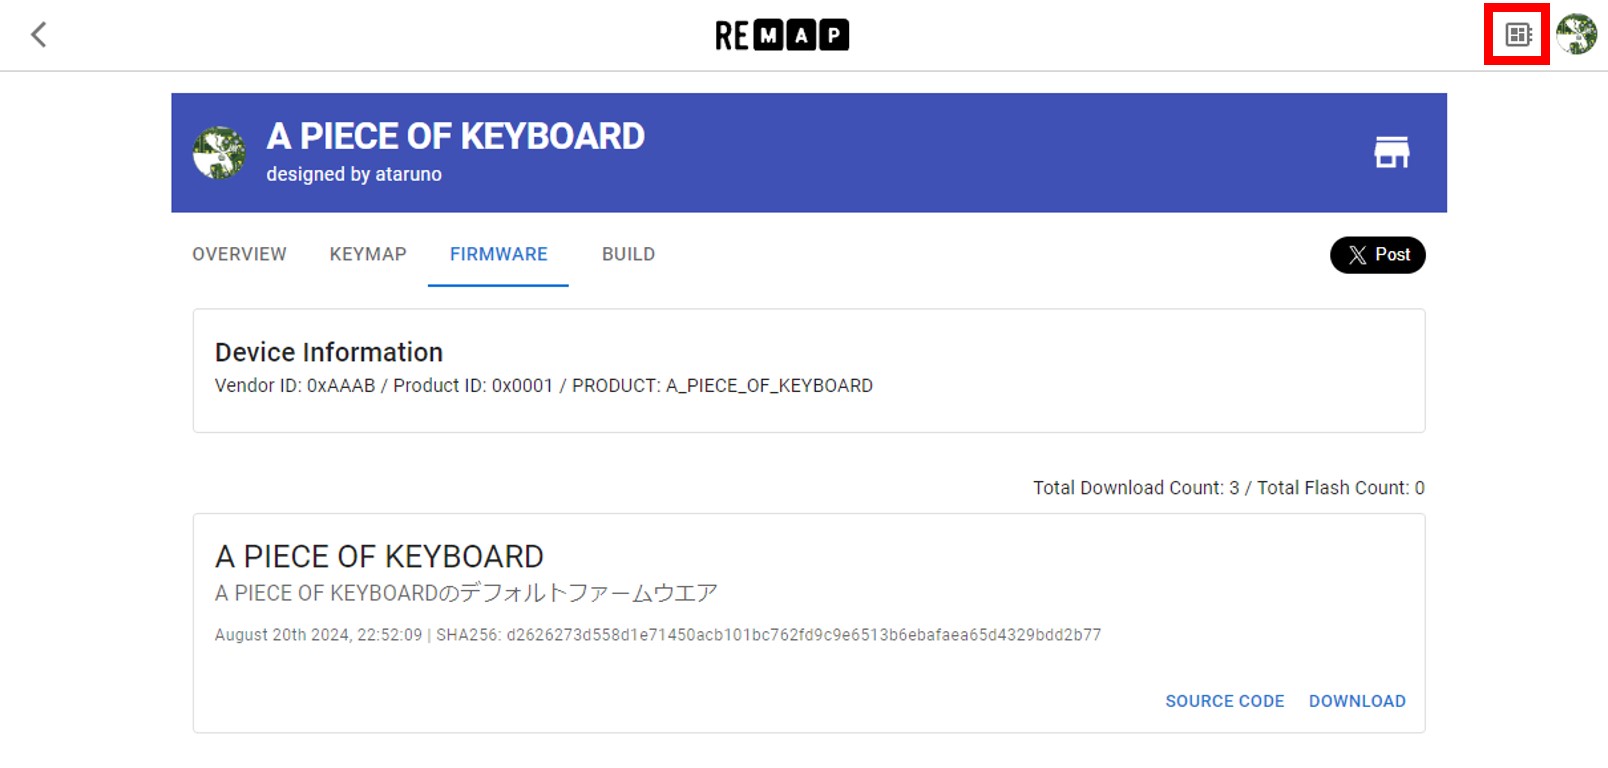 REMAP
A PIECE OF KEYBOARD
designed by ataruno
OVERVIEW KEYMAP FIRMWARE BUILD X Post
Device Information
Vendor ID: 0xAAAB / Product ID: 0x0001 / PRODUCT: A_PIECE_OF_KEYBOARD
Total Download Count: 3 / Total Flash Count: 0
A PIECE OF KEYBOARD
A PIECE OF KEYBOARDのデフォルトファームウエア
August 20th 2024, 22:52:09 | SHA256: d2626273d558d1e71450acb101bc762fd9c9e6513b6ebafaea65d4329bdd2b77
SOURCE CODE DOWNLOAD